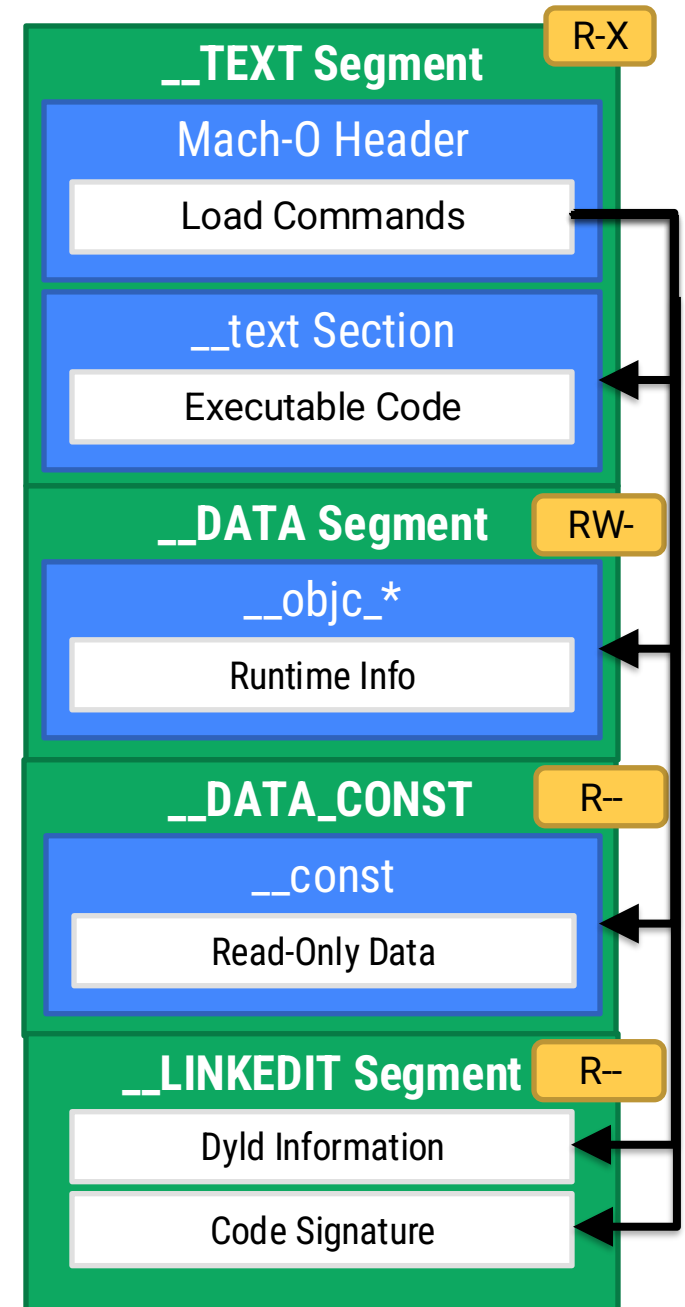 R-X
__TEXT Segment
Mach-O Header
Load Commands
__text Section
Executable Code
__DATA Segment
RW-
__objc_*
Runtime Info
__DATA_CONST
R--
__const
Read-Only Data
__LINKEDIT Segment
R--
Dyld Information
Code Signature